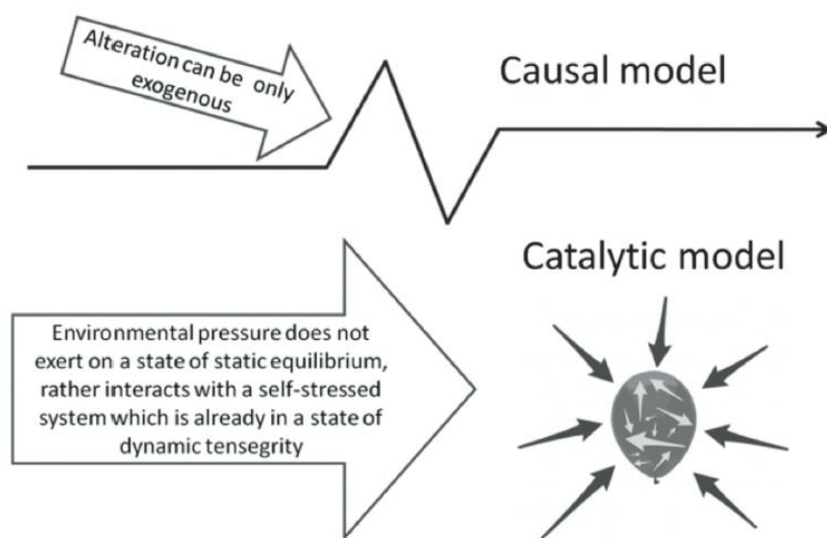 Alteration can be only
exogenous
Causal model
Catalytic model
Environmental pressure does not
exert on a state of static equilibrium,
rather interacts with a self-stressed
system which is already in a state of
dynamic tensegrity